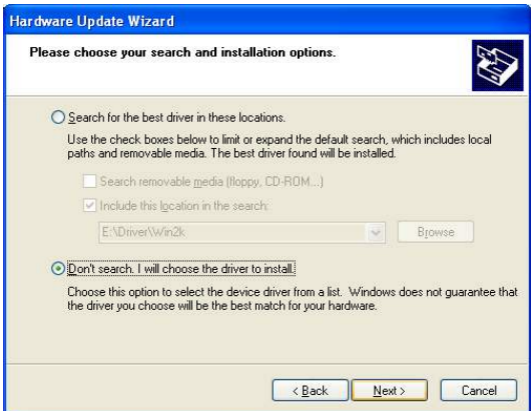 Hardware Update Wizard
Please choose your search and installation options.
Search for the best driver in these locations.
Use the check boxes below to limit or expand the default search, which includes local
paths and removable media. The best driver found will be installed.
Search removable media (floppy, CD-ROM...)
Include this location in the search:
E:\Driver\Win2k
Browse
Don't search. I will choose the driver to install.
Choose this option to select the device driver from a list. Windows does not guarantee that
the driver you choose will be the best match for your hardware.
< Back
Next >
Cancel